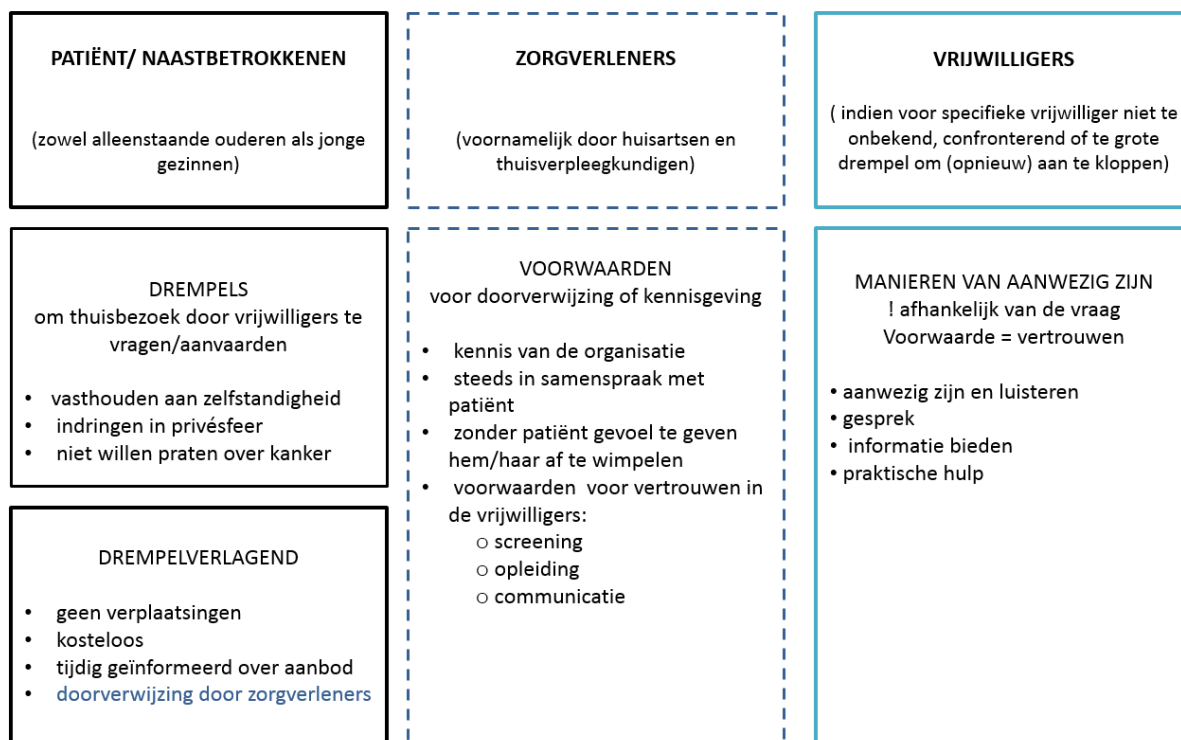 PATIËNT/ NAASTBETROKKENEN
(zowel alleenstaande ouderen als jonge
gezinnen)
DREMPELS
om thuisbezoek door vrijwilligers te
vragen/aanvaarden
• vasthouden aan zelfstandigheid
• indringen in privésfeer
• niet willen praten over kanker
DREMPELVERLAGEND
• geen verplaatsingen
• kosteloos
• tijdig geïnformeerd over aanbod
• doorverwijzing door zorgverleners
ZORGVERLENERS
(voornamelijk door huisartsen en
thuisverpleegkundigen)
VOORWAARDEN
voor doorverwijzing of kennisgeving
• kennis van de organisatie
• steeds in samenspraak met
patiënt
• zonder patiënt gevoel te geven
hem/haar af te wimpelen
• voorwaarden voor vertrouwen in
de vrijwilligers:
o screening
o opleiding
o communicatie
VRIJWILLIGERS
( indien voor specifieke vrijwilliger niet te
onbekend, confronterend of te grote
drempel om (opnieuw) aan te kloppen)
MANIEREN VAN AANWEZIG ZIJN
! afhankelijk van de vraag
Voorwaarde = vertrouwen
• aanwezig zijn en luisteren
• gesprek
• informatie bieden
• praktische hulp